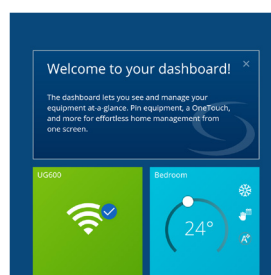 Welcome to your dashboard!
The dashboard lets you see and manage your
equipment at-a-glance. Pin equipment, a OneTouch,
and more for effortless home management from
one screen.
UG600
Bedroom
24°